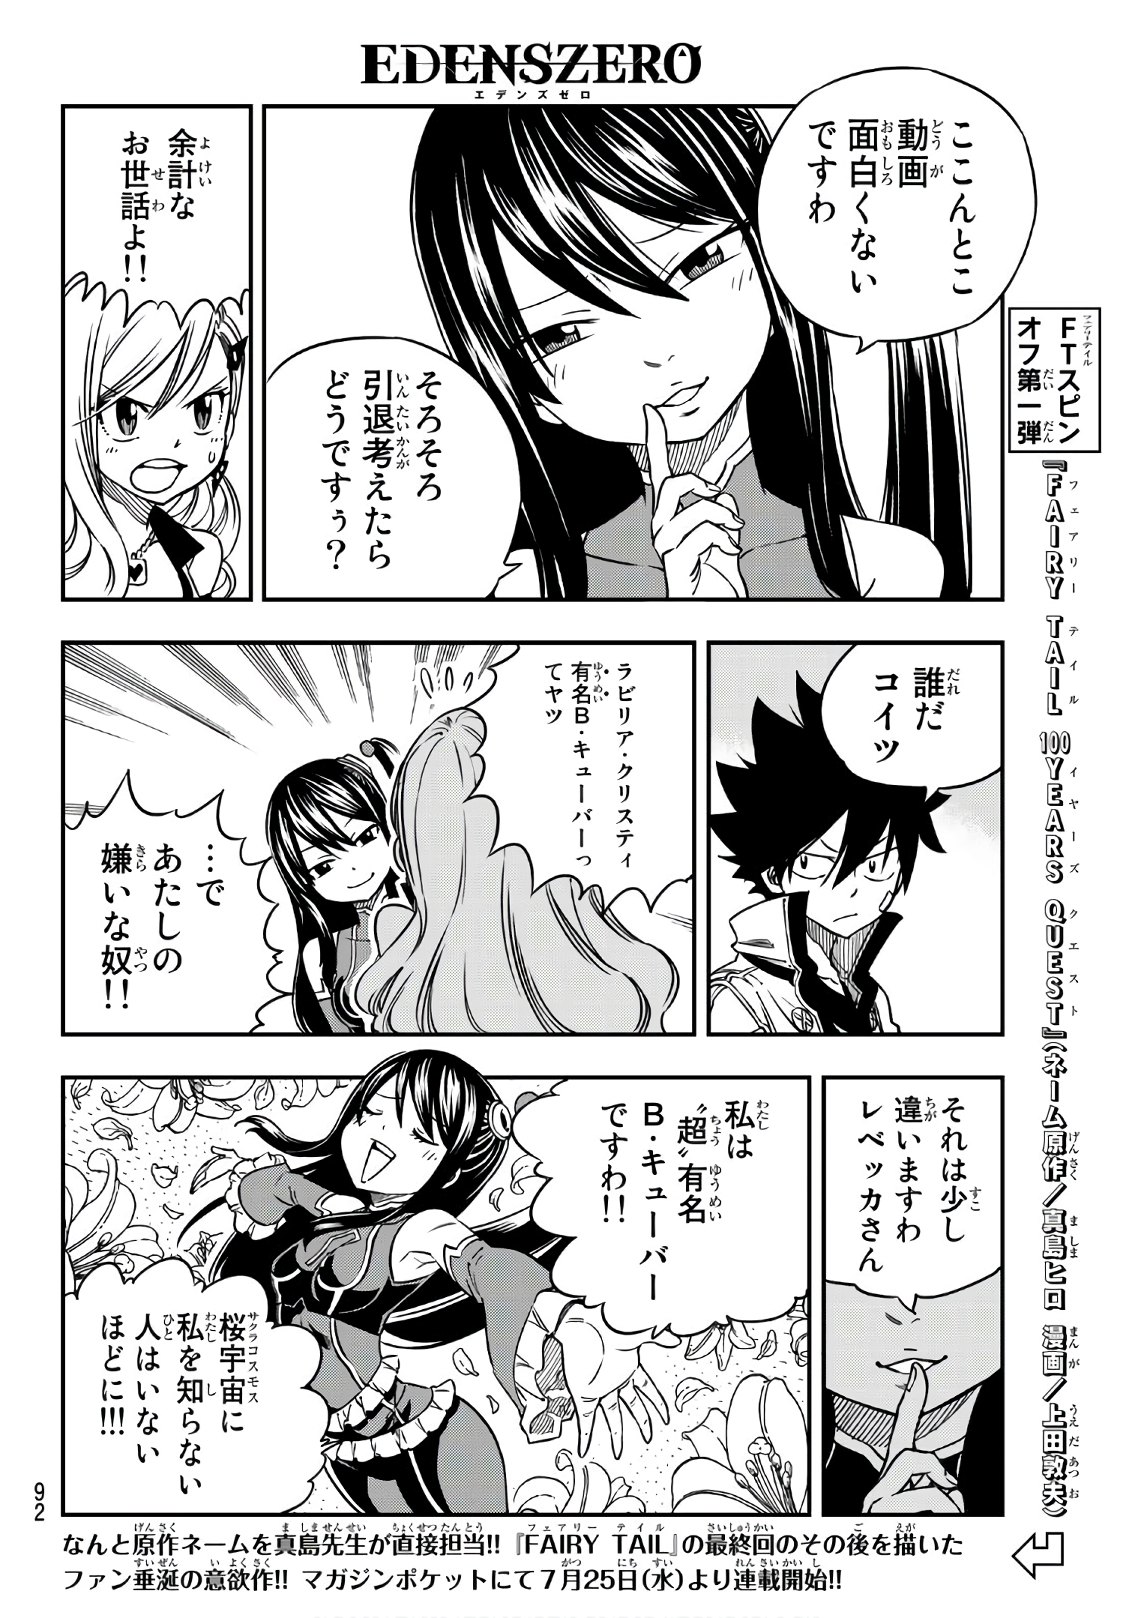 EDENSZERO
エデンズゼロ
ここんとこ
動画
面白くない
ですわ
そろそろ
引退考えたら
どうですぅ?
余計な
お世話よ!!
誰だ
コイツ
ラビリア・クリスティ
有名B・キューバーっ
てヤツ
…で
あたしの
嫌いな奴!!
それは少し
違いますわ
レベッカさん
私は
〝超〟有名
B・キューバー
ですわ!!
桜宇宙に
私を知らない
人はいない
ほどに!!!
FTスピン
オフ第一弾
『FAIRY TAIL 100 YEARS QUEST』(ネーム原作/真島ヒロ 漫画/上田敦夫)
なんと原作ネームを真島先生が直接担当!!『FAIRY TAIL』の最終回のその後を描いた
ファン垂涎の意欲作!! マガジンポケットにて7月25日(水)より連載開始!!
92